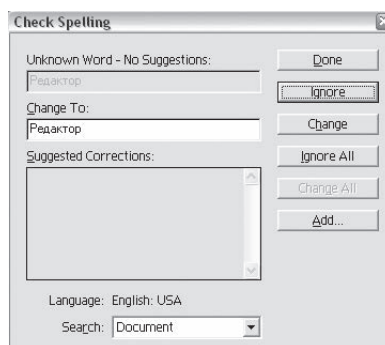 Check Spelling
Unknown Word - No Suggestions:
Редактор
Change To:
Редактор
Suggested Corrections:
Language: English: USA
Search: Document
Done
Ignore
Change
Ignore All
Change All
Add...